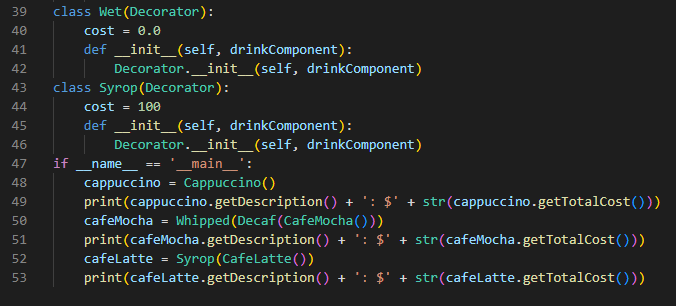 39 class Wet(Decorator):
40     cost = 0.0
41     def __init__(self, drinkComponent):
42         Decorator.__init__(self, drinkComponent)
43 class Syrop(Decorator):
44     cost = 100
45     def __init__(self, drinkComponent):
46         Decorator.__init__(self, drinkComponent)
47 if __name__ == '__main__':
48     cappuccino = Cappucino()
49     print(cappuccino.getDescription() + ': $' + str(cappuccino.getTotalCost()))
50     cafeMocha = Whipped(Decaf(CafeMocha()))
51     print(cafeMocha.getDescription() + ': $' + str(cafeMocha.getTotalCost()))
52     cafeLatte = Syrop(CafeLatte())
53     print(cafeLatte.getDescription() + ': $' + str(cafeLatte.getTotalCost()))